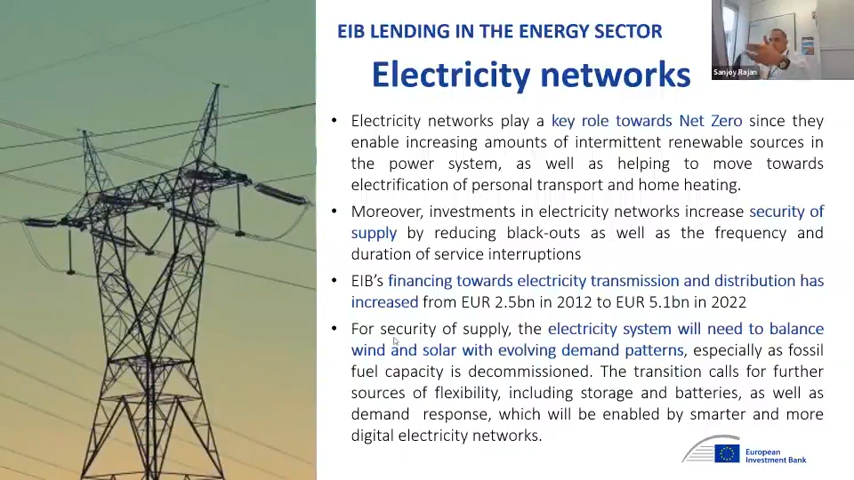 EIB LENDING IN THE ENERGY SECTOR
Electricity networks
Sanjoy Rajan
• Electricity networks play a key role towards Net Zero since they
enable increasing amounts of intermittent renewable sources in
the power system, as well as helping to move towards
electrification of personal transport and home heating.
• Moreover, investments in electricity networks increase security of
supply by reducing black-outs as well as the frequency and
duration of service interruptions
• EIB's financing towards electricity transmission and distribution has
increased from EUR 2.5bn in 2012 to EUR 5.1bn in 2022
• For security of supply, the electricity system will need to balance
wind and solar with evolving demand patterns, especially as fossil
fuel capacity is decommissioned. The transition calls for further
sources of flexibility, including storage and batteries, as well as
demand response, which will be enabled by smarter and more
digital electricity networks.
European
Investment Bank